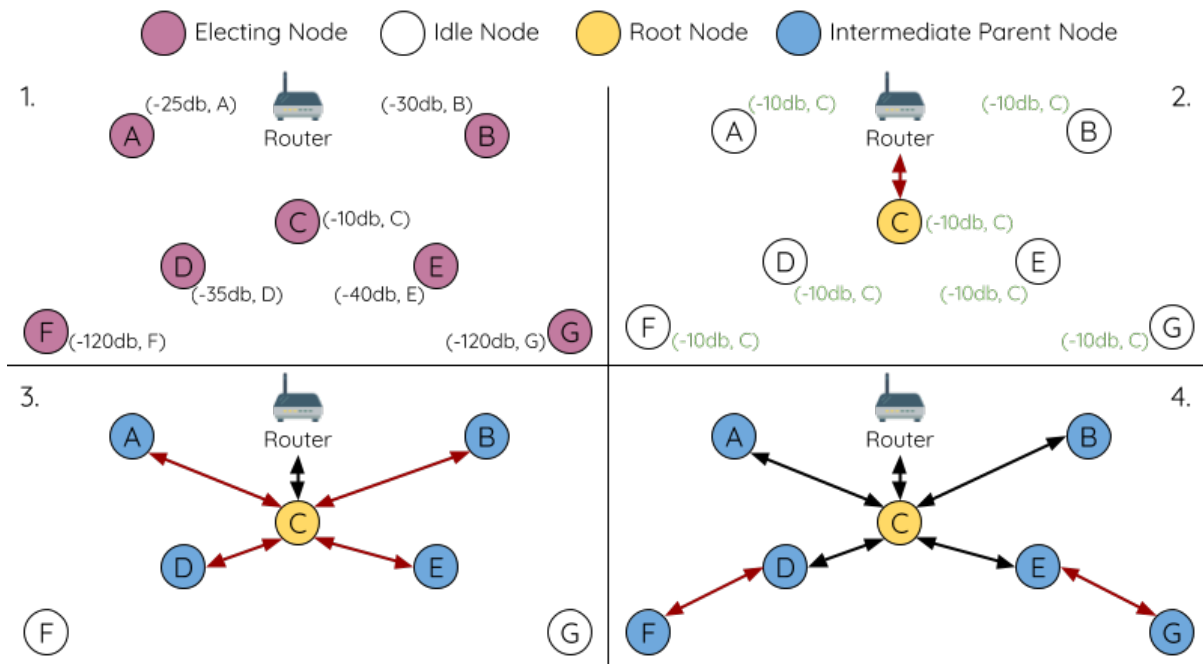 Electing Node
Idle Node
Root Node
Intermediate Parent Node
1.
(-25db, A)
(-30db, B)
A
Router
B
C
(-10db, C)
D
E
(-35db, D)
(-40db, E)
F
(-120db, F)
(-120db, G)
G
2.
(-10db, C)
(-10db, C)
A
Router
B
C
(-10db, C)
D
E
(-10db, C)
(-10db, C)
F
(-10db, C)
(-10db, C)
G
3.
A
Router
B
C
D
E
F
G
4.
A
Router
B
C
D
E
F
G